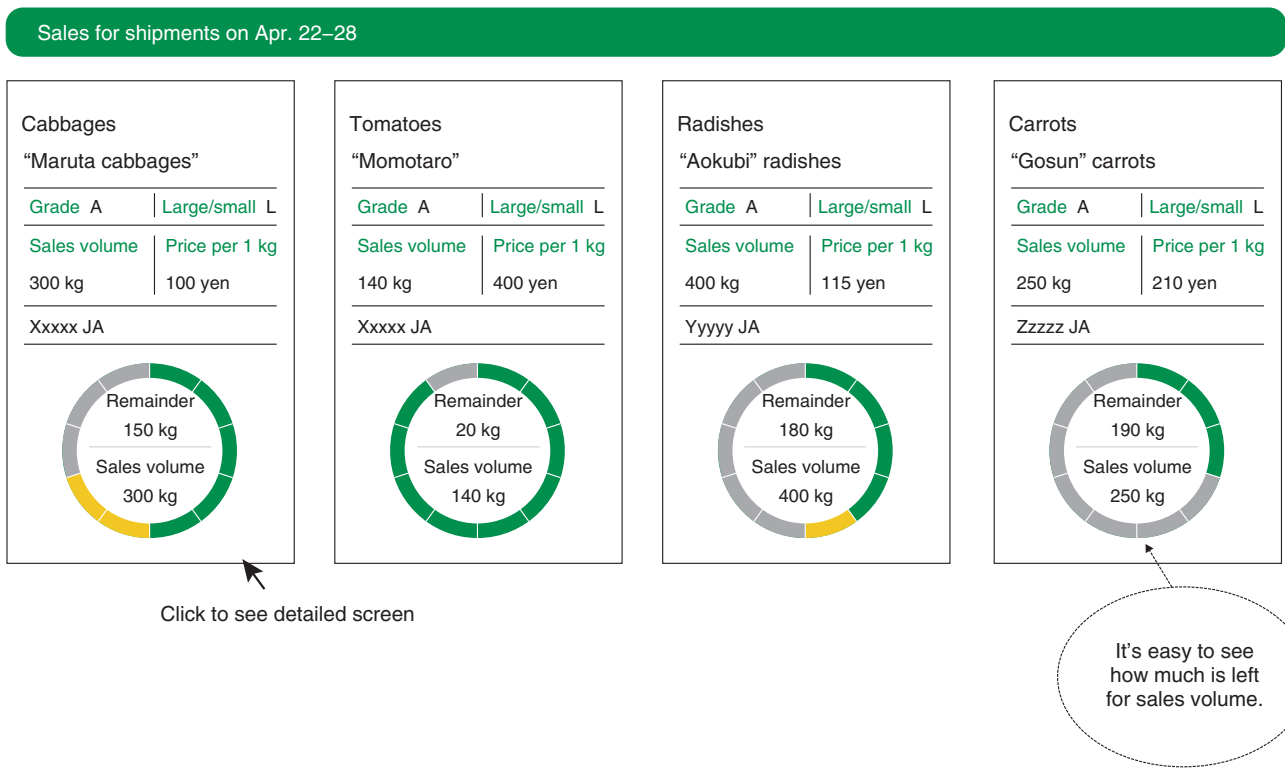 Sales for shipments on Apr. 22–28
Cabbages
“Maruta cabbages”
Grade A Large/small L
Sales volume Price per 1 kg
300 kg 100 yen
Xxxxx JA
Remainder
150 kg
Sales volume
300 kg
Tomatoes
“Momotaro”
Grade A Large/small L
Sales volume Price per 1 kg
140 kg 400 yen
Xxxxx JA
Remainder
20 kg
Sales volume
140 kg
Radishes
“Aokubi” radishes
Grade A Large/small L
Sales volume Price per 1 kg
400 kg 115 yen
Yyyyy JA
Remainder
180 kg
Sales volume
400 kg
Carrots
“Gosun” carrots
Grade A Large/small L
Sales volume Price per 1 kg
250 kg 210 yen
Zzzzz JA
Remainder
190 kg
Sales volume
250 kg
Click to see detailed screen
It’s easy to see
how much is left
for sales volume.